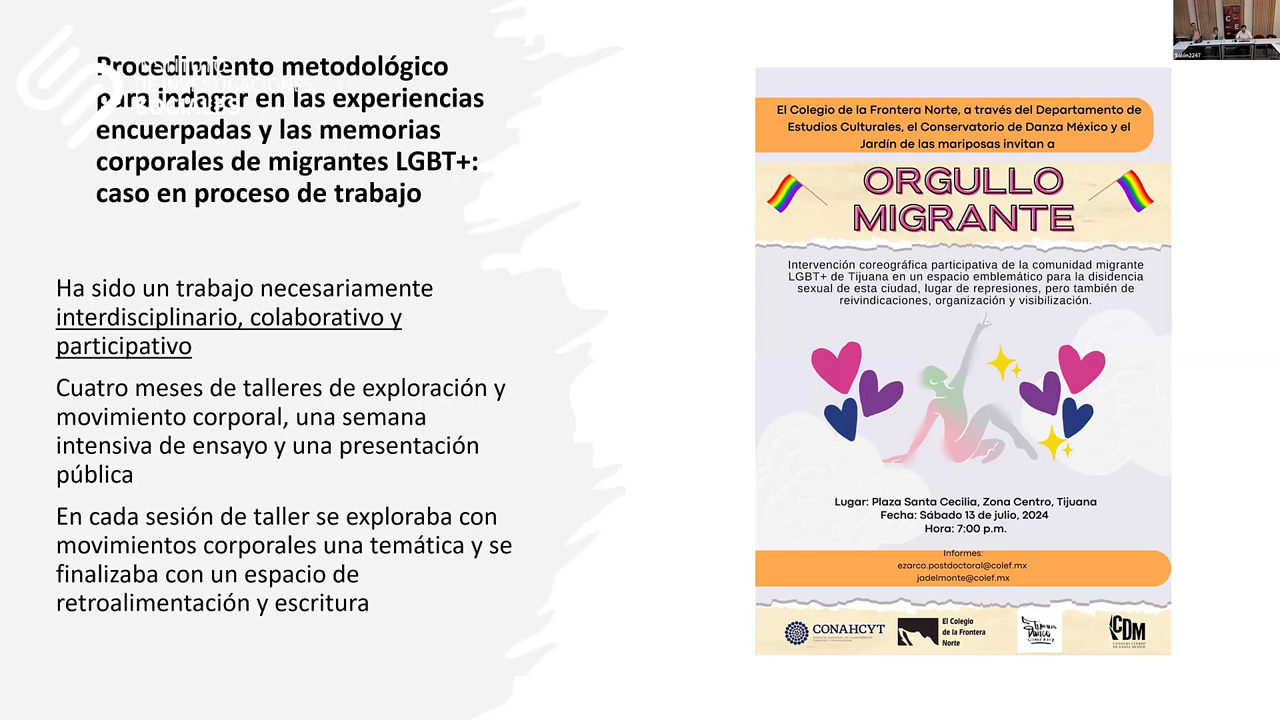 Procedimiento metodológico
para indagar en las experiencias
encuerpadas y las memorias
corporales de migrantes LGBT+:
caso en proceso de trabajo
Ha sido un trabajo necesariamente
interdisciplinario, colaborativo y
participativo
Cuatro meses de talleres de exploración y
movimiento corporal, una semana
intensiva de ensayo y una presentación
pública
En cada sesión de taller se exploraba con
movimientos corporales una temática y se
finalizaba con un espacio de
retroalimentación y escritura
El Colegio de la Frontera Norte, a través del Departamento de
Estudios Culturales, el Conservatorio de Danza México y el
Jardín de las mariposas invitan a
ORGULLO
MIGRANTE
Intervención coreográfica participativa de la comunidad migrante
LGBT+ de Tijuana en un espacio emblemático para la disidencia
sexual de esta ciudad, lugar de represiones, pero también de
reivindicaciones, organización y visibilización.
Lugar: Plaza Santa Cecilia, Zona Centro, Tijuana
Fecha: Sábado 13 de julio, 2024
Hora: 7:00 p.m.
Informes:
ezarco.postdoctoral@colef.mx
jadelmonte@colef.mx
CONAHCYT
El Colegio
de la Frontera
Norte
CDM